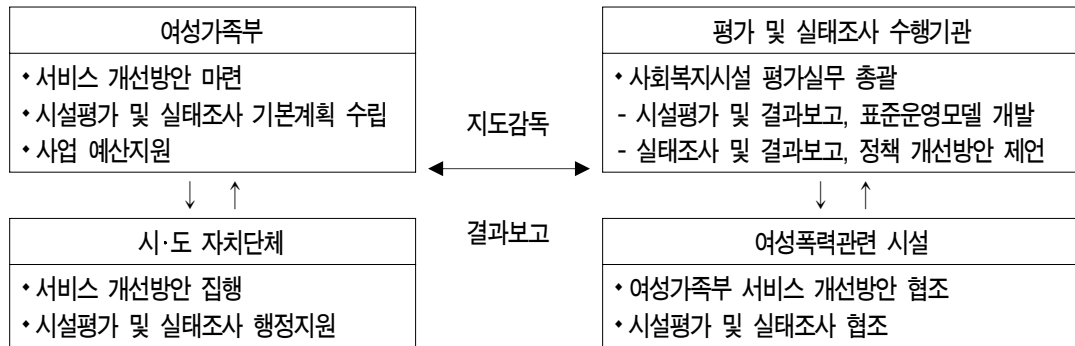 여성가족부
• 서비스 개선방안 마련
• 시설평가 및 실태조사 기본계획 수립
• 사업 예산지원
지도감독
평가 및 실태조사 수행기관
• 사회복지시설 평가실무 총괄
- 시설평가 및 결과보고, 표준운영모델 개발
- 실태조사 및 결과보고, 정책 개선방안 제언
↓ ↑
↓ ↑
시·도 자치단체
• 서비스 개선방안 집행
• 시설평가 및 실태조사 행정지원
결과보고
여성폭력관련 시설
• 여성가족부 서비스 개선방안 협조
• 시설평가 및 실태조사 협조